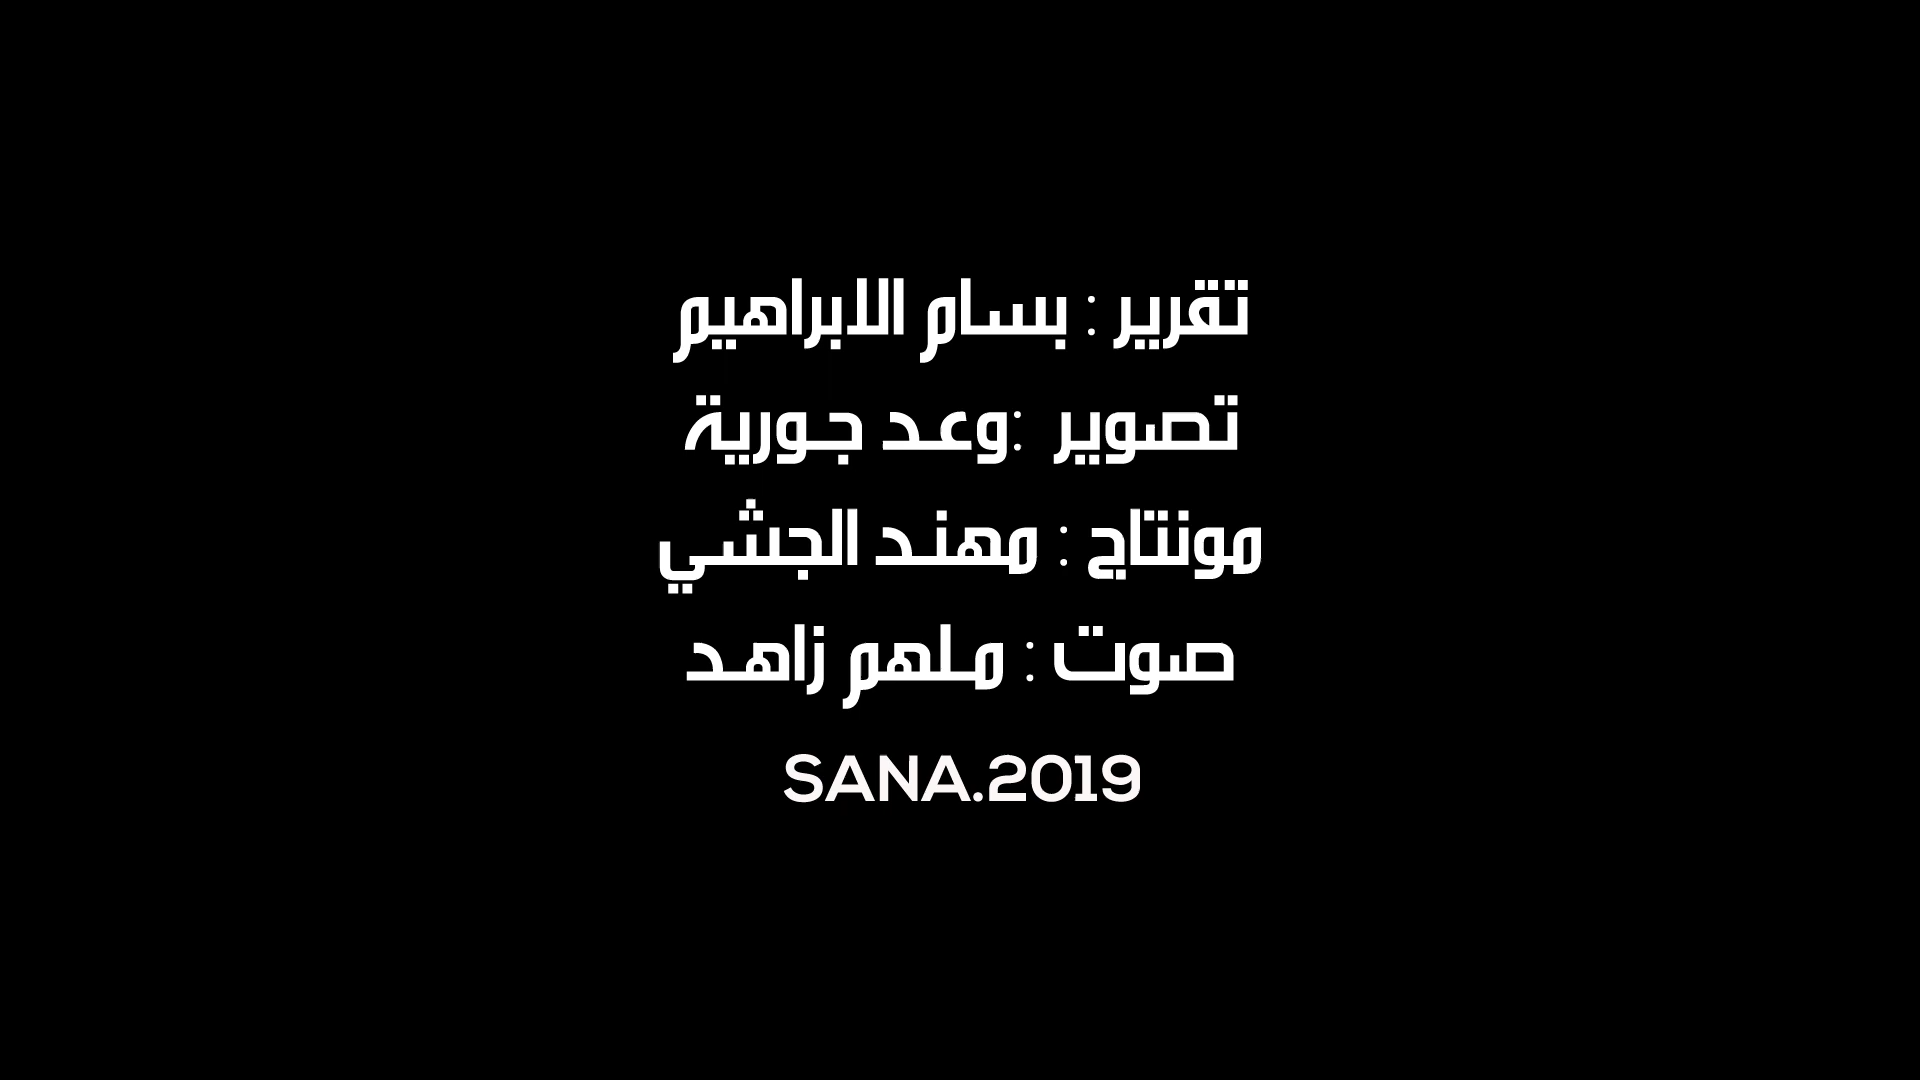 تقرير : بسام الابراهيم
تصوير :وعد جورية
مونتاج : مهند الجشي
صوت : ملهم زاهد
SANA.2019